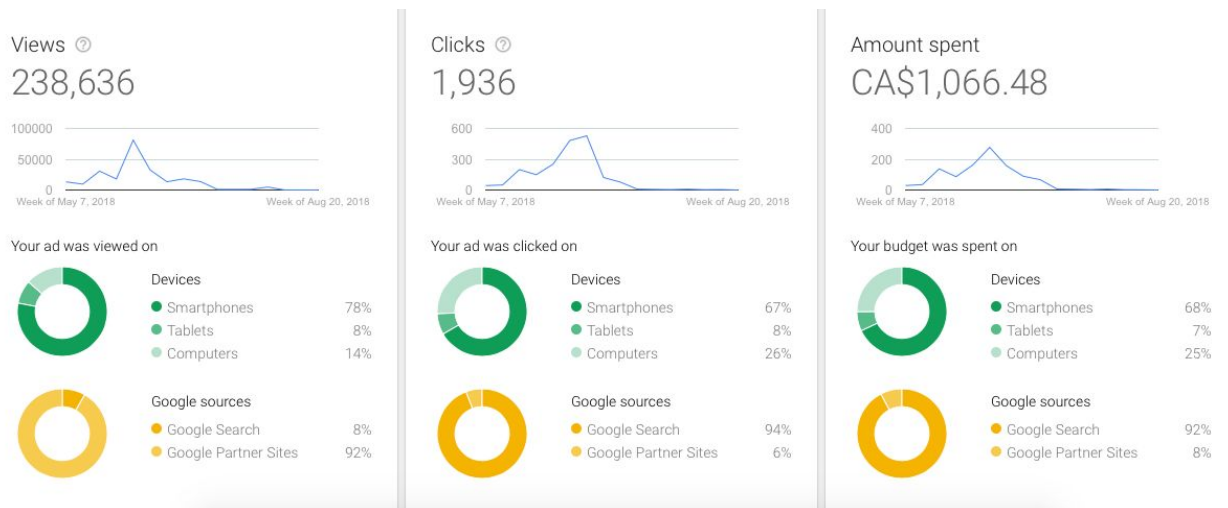 Views
238,636
100000
50000
0
Week of May 7, 2018 Week of Aug 20, 2018
Your ad was viewed on
Devices
Smartphones 78%
Tablets 8%
Computers 14%
Google sources
Google Search 8%
Google Partner Sites 92%
Clicks
1,936
600
300
0
Week of May 7, 2018 Week of Aug 20, 2018
Your ad was clicked on
Devices
Smartphones 67%
Tablets 8%
Computers 26%
Google sources
Google Search 94%
Google Partner Sites 6%
Amount spent
CA$1,066.48
400
200
0
Week of May 7, 2018 Week of Aug 20, 2018
Your budget was spent on
Devices
Smartphones 68%
Tablets 7%
Computers 25%
Google sources
Google Search 92%
Google Partner Sites 8%